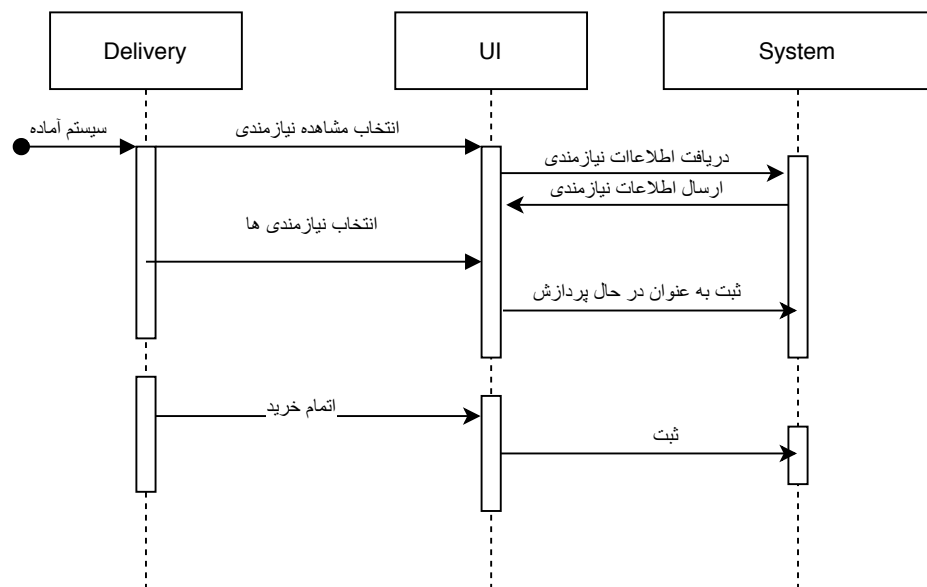 Delivery
UI
System
سیستم آماده
انتخاب مشاهده نیازمندی
دریافت اطلاعاات نیازمندی
ارسال اطلاعات نیازمندی
انتخاب نیازمندی ها
ثبت به عنوان در حال پردازش
اتمام خرید
ثبت